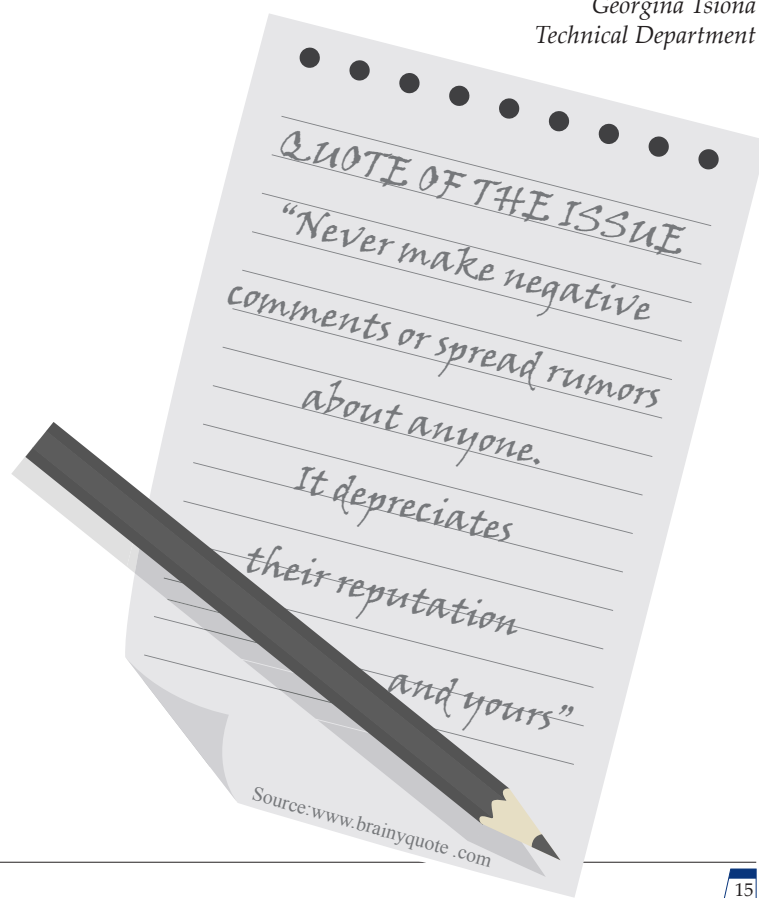 Georgina Tsiona
Technical Department
QUOTE OF THE ISSUE
“Never make negative
comments or spread rumors
about anyone.
It depreciates
their reputation
and yours”
Source:www.brainyquote .com
15